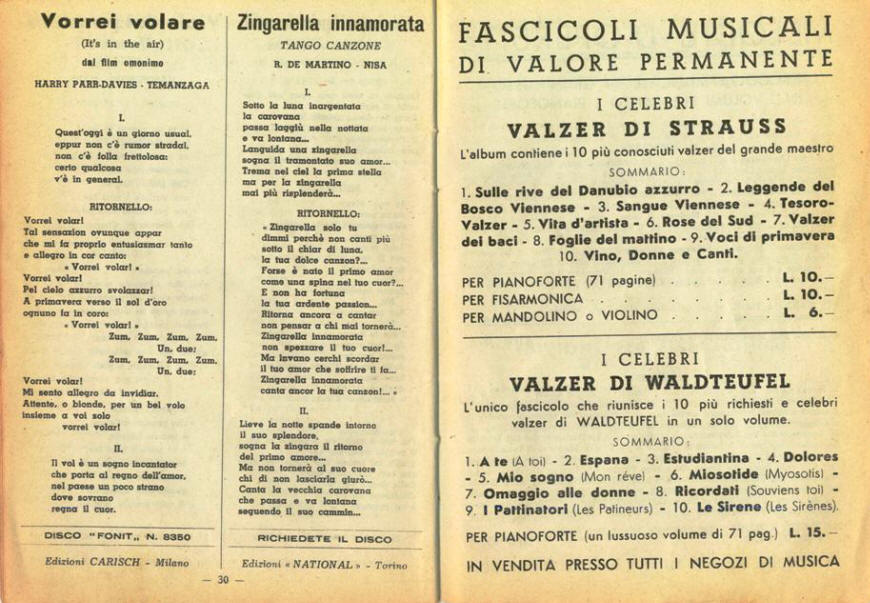 Vorrei volare
(It's in the air)
dal film omonimo
HARRY PARR-DAVIES - TEMANZAGA
I.
Quest'oggi è un giorno usual,
eppur non c'è rumor stradal,
non c'è folla frettolosa:
certo qualcosa
v'è in general.
RITORNELLO:
Vorrei volar!
Tal sensazion ovunque appar
che mi fa proprio entusiasmar tanto
e allegro in cor canto:
« Vorrei volar! »
Vorrei volar!
Pel cielo azzurro svolazzar!
A primavera verso il sol d'oro
ognuno fa in coro:
« Vorrei volar! »
Zum, Zum, Zum, Zum,
Un, due;
Zum, Zum, Zum, Zum,
Un, due;
Vorrei volar!
Mi sento allegro da invidiar.
Attente, o bionde, per un bel volo
insieme a voi solo
vorrei volar!
II.
Il vol è un sogno incantator
che porta al regno dell'amor,
nel paese un poco strano
dove sovrano
regna il cuor.
DISCO "FONIT„ N. 8350
Edizioni CARISCH - Milano
Zingarella innamorata
TANGO CANZONE
R. DE MARTINO - NISA
I.
Sotto la luna inargentata
la carovana
passa laggiù nella nottata
e va lontana...
Languida una zingarella
sogna il tramontato suo amor...
Trema nel ciel la prima stella
ma per la zingarella
mai più risplenderà...
RITORNELLO:
« Zingarella solo tu
dimmi perchè non canti più
sotto il chiar di luna,
la tua dolce canzon?...
Forse è nato il primo amor
come una spina nel tuo cuor?...
E non ha fortuna
la tua ardente passion...
Ritorna ancora a cantar
non pensar a chi mai tornerà...
Zingarella innamorata
non spezzare il tuo cuor!...
Ma invano cerchi scordar
il tuo amor che soffrire ti fa...
Zingarella innamorata
canta ancor la tua canzon!... »
II.
Lieve la notte spande intorno
il suo splendore,
sogna la zingara il ritorno
del primo amore...
Ma non tornerà al suo cuore
chi di non lasciarla giurò...
Canta la vecchia carovana
che passa e va lontana
seguendo il suo cammin...
RICHIEDETE IL DISCO
Edizioni « NATIONAL » - Torino
— 30 —
FASCICOLI MUSICALI
DI VALORE PERMANENTE
I CELEBRI
VALZER DI STRAUSS
L'album contiene i 10 più conosciuti valzer del grande maestro
SOMMARIO:
1. Sulle rive del Danubio azzurro - 2. Leggende del
Bosco Viennese - 3. Sangue Viennese - 4. Tesoro-
Valzer - 5. Vita d'artista - 6. Rose del Sud - 7. Valzer
dei baci - 8. Foglie del mattino - 9. Voci di primavera
10. Vino, Donne e Canti.
PER PIANOFORTE (71 pagine) . . . . . L. 10.—
PER FISARMONICA . . . . . . . L. 10.—
PER MANDOLINO o VIOLINO . . . . . L. 6.—
I CELEBRI
VALZER DI WALDTEUFEL
L'unico fascicolo che riunisce i 10 più richiesti e celebri
valzer di WALDTEUFEL in un solo volume.
SOMMARIO:
1. A te (A toi) - 2. Espana - 3. Estudiantina - 4. Dolores
- 5. Mio sogno (Mon réve) - 6. Miosotide (Myosotis) -
7. Omaggio alle donne - 8. Ricordati (Souviens toi) -
9. I Pattinatori (Les Patineurs) - 10. Le Sirene (Les Sirènes).
PER PIANOFORTE (un lussuoso volume di 71 pag.) L. 15.—
IN VENDITA PRESSO TUTTI I NEGOZI DI MUSICA